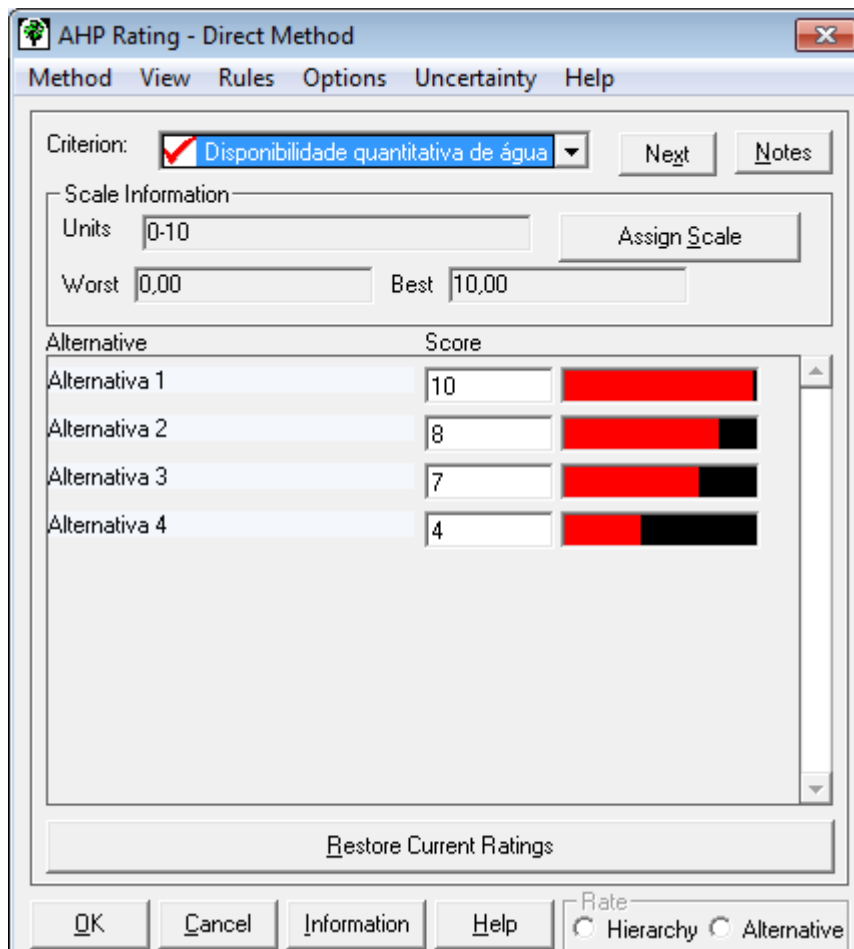 AHP Rating - Direct Method
Method View Rules Options Uncertainty Help
Criterion: Disponibilidade quantitativa de água Next Notes
Scale Information
Units 0-10 Assign Scale
Worst 0,00 Best 10,00
Alternative Score
Alternativa 1 10
Alternativa 2 8
Alternativa 3 7
Alternativa 4 4
Restore Current Ratings
OK Cancel Information Help Rate Hierarchy Alternative